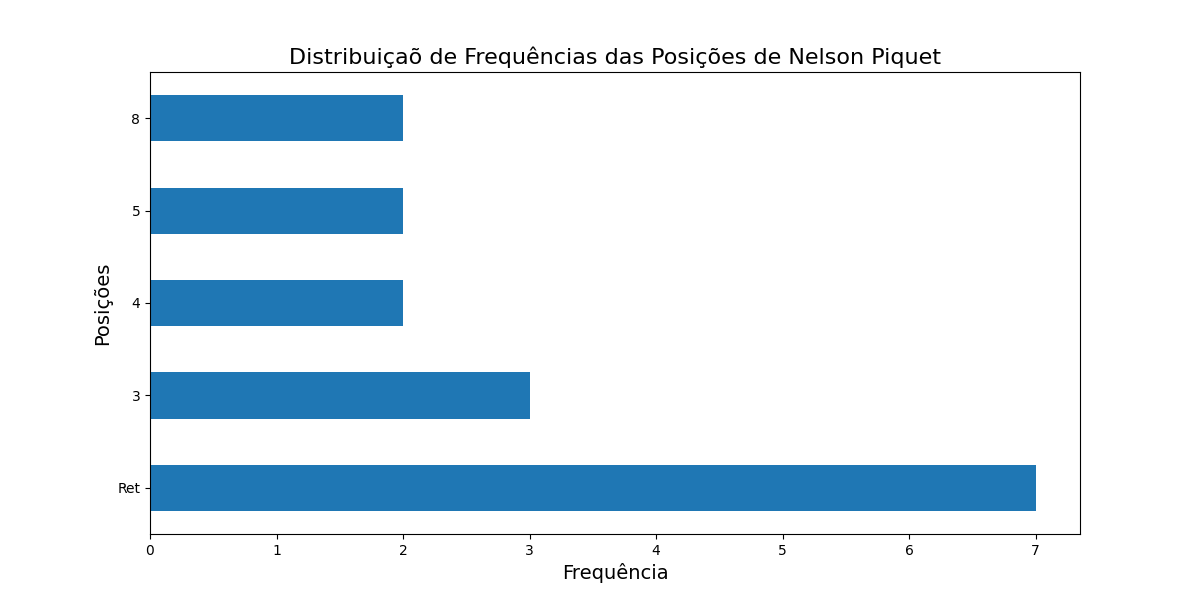 Distribuiçaõ de Frequências das Posições de Nelson Piquet
8
5
4
3
Ret
Posições
0 1 2 3 4 5 6 7
Frequência